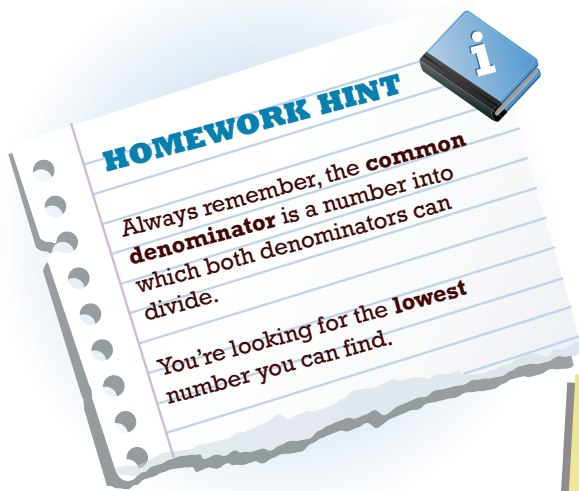 HOMEWORK HINT
Always remember, the common
denominator is a number into
which both denominators can
divide.
You're looking for the lowest
number you can find.